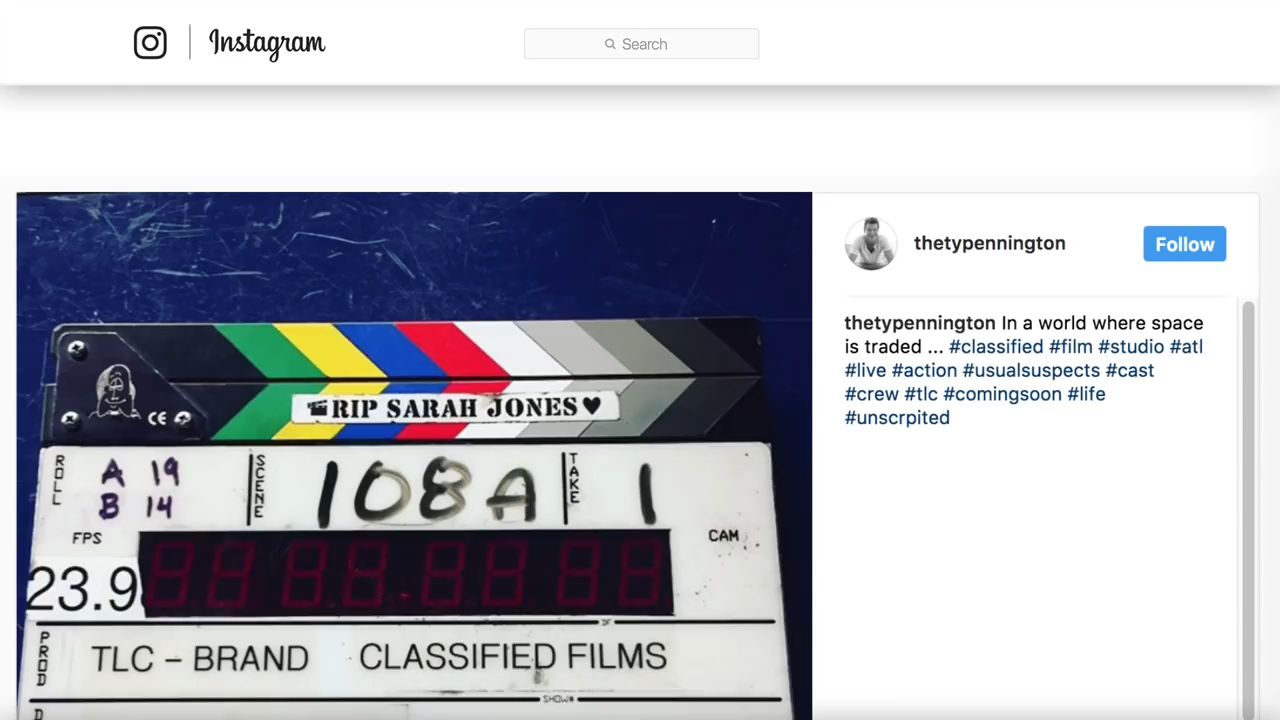 Instagram
Search
thetypennington
Follow
thetypennington In a world where space
is traded ... #classified #film #studio #atl
#live #action #usualsuspects #cast
#crew #tlc #comingsoon #life
#unscrpited
RIP SARAH JONES
CE
ROLL
A 19
B 14
SCENE
108A
TAKE
1
FPS
CAM
23.9
PROD
TLC – BRAND CLASSIFIED FILMS
SHOWN
D